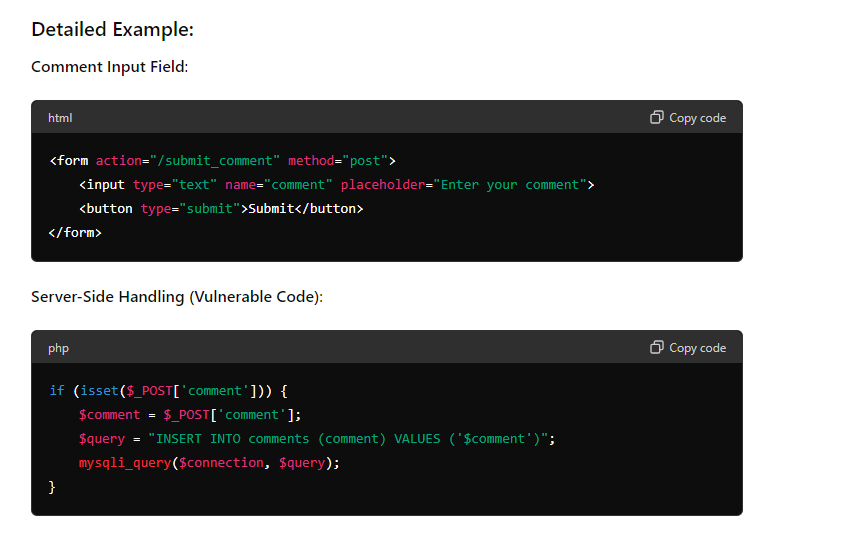 Detailed Example:
Comment Input Field:
html
Copy code
<form action="/submit_comment" method="post">
    <input type="text" name="comment" placeholder="Enter your comment">
    <button type="submit">Submit</button>
</form>
Server-Side Handling (Vulnerable Code):
php
Copy code
if (isset($_POST['comment'])) {
    $comment = $_POST['comment'];
    $query = "INSERT INTO comments (comment) VALUES ('$comment')";
    mysqli_query($connection, $query);
}